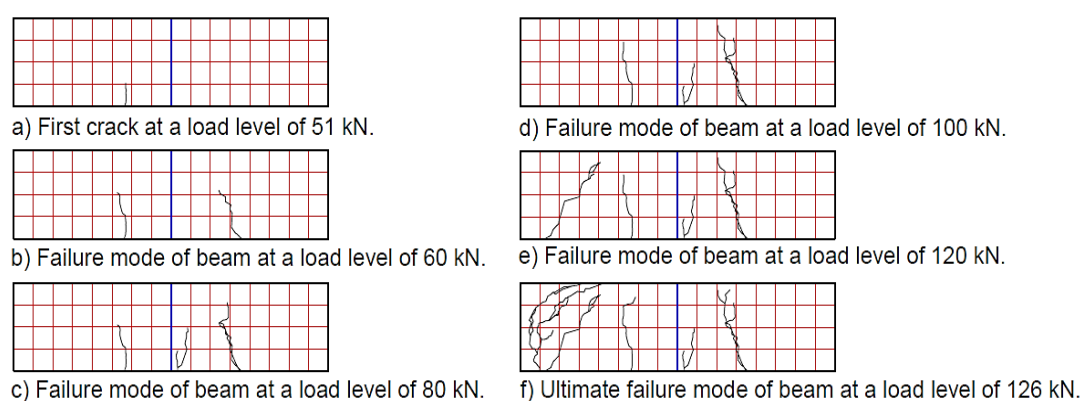 a) First crack at a load level of 51 kN.
b) Failure mode of beam at a load level of 60 kN.
c) Failure mode of beam at a load level of 80 kN.
d) Failure mode of beam at a load level of 100 kN.
e) Failure mode of beam at a load level of 120 kN.
f) Ultimate failure mode of beam at a load level of 126 kN.